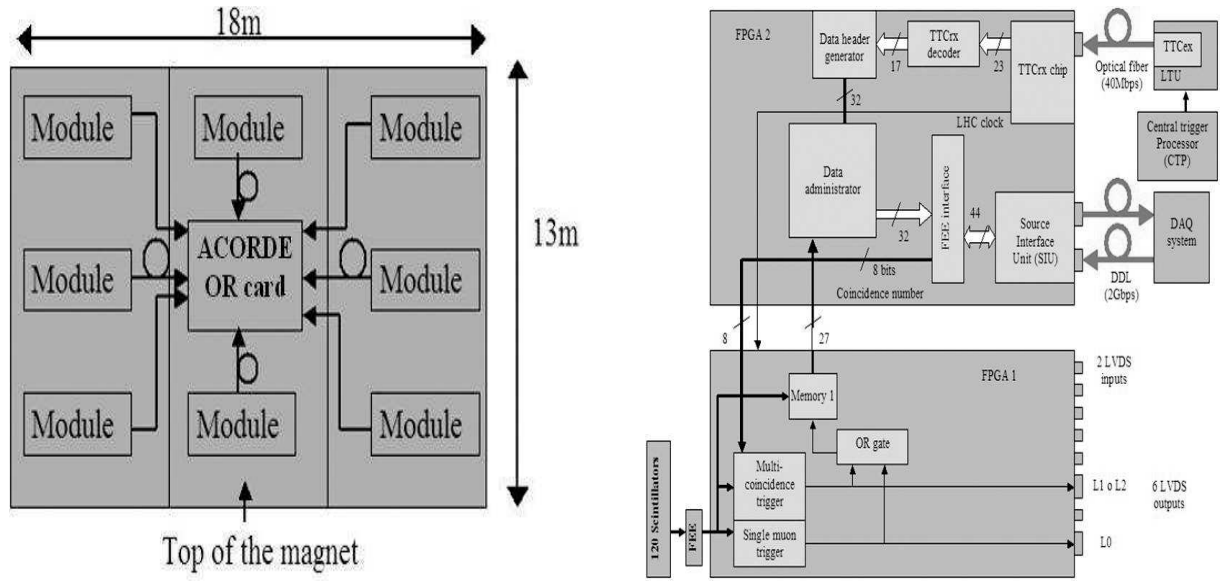 18m
Module
Module
Module
ACORDE
OR card
Module
Module
13m
Module
Module
Module
Top of the magnet
FPGA 2
Data header
generator
17
TTCrx
decoder
23
TTCrx chip
Optical fiber
(40Mbps)
TTCex
LTU
32
LHC clock
Central trigger
Processor
(CTP)
Data
administrator
32
FEE interface
44
Source
Interface
Unit (SIU)
DAQ
system
DDL
(2Gbps)
8 bits
Coincidence number
8
27
FPGA 1
2 LVDS
inputs
Memory 1
OR gate
120 Scintillators
FEE
Multi-
coincidence
trigger
Single muon
trigger
L1 o L2
6 LVDS
outputs
L0